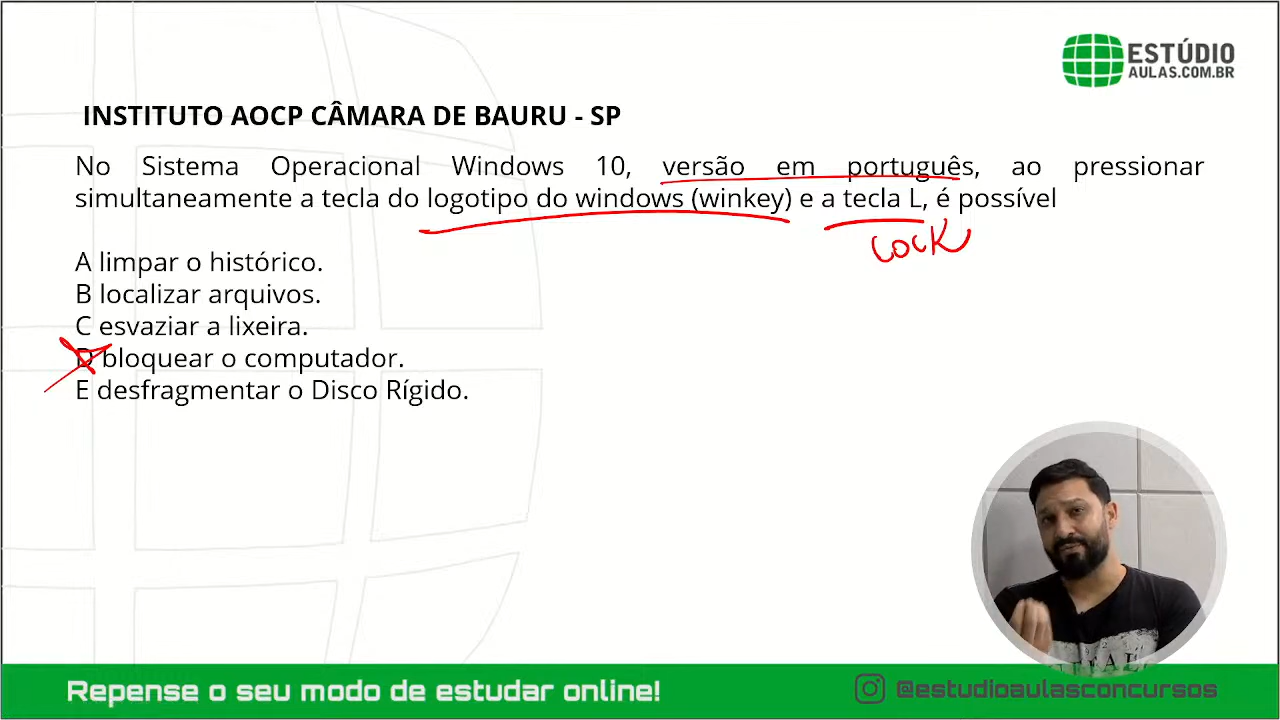 ESTÚDIO
AULAS.COM.BR
INSTITUTO AOCP CÂMARA DE BAURU - SP
No Sistema Operacional Windows 10, versão em português, ao pressionar
simultaneamente a tecla do logotipo do windows (winkey) e a tecla L, é possível
LOCK
A limpar o histórico.
B localizar arquivos.
C esvaziar a lixeira.
D bloquear o computador.
E desfragmentar o Disco Rígido.
Repense o seu modo de estudar online!
@estudioaulasconcursos